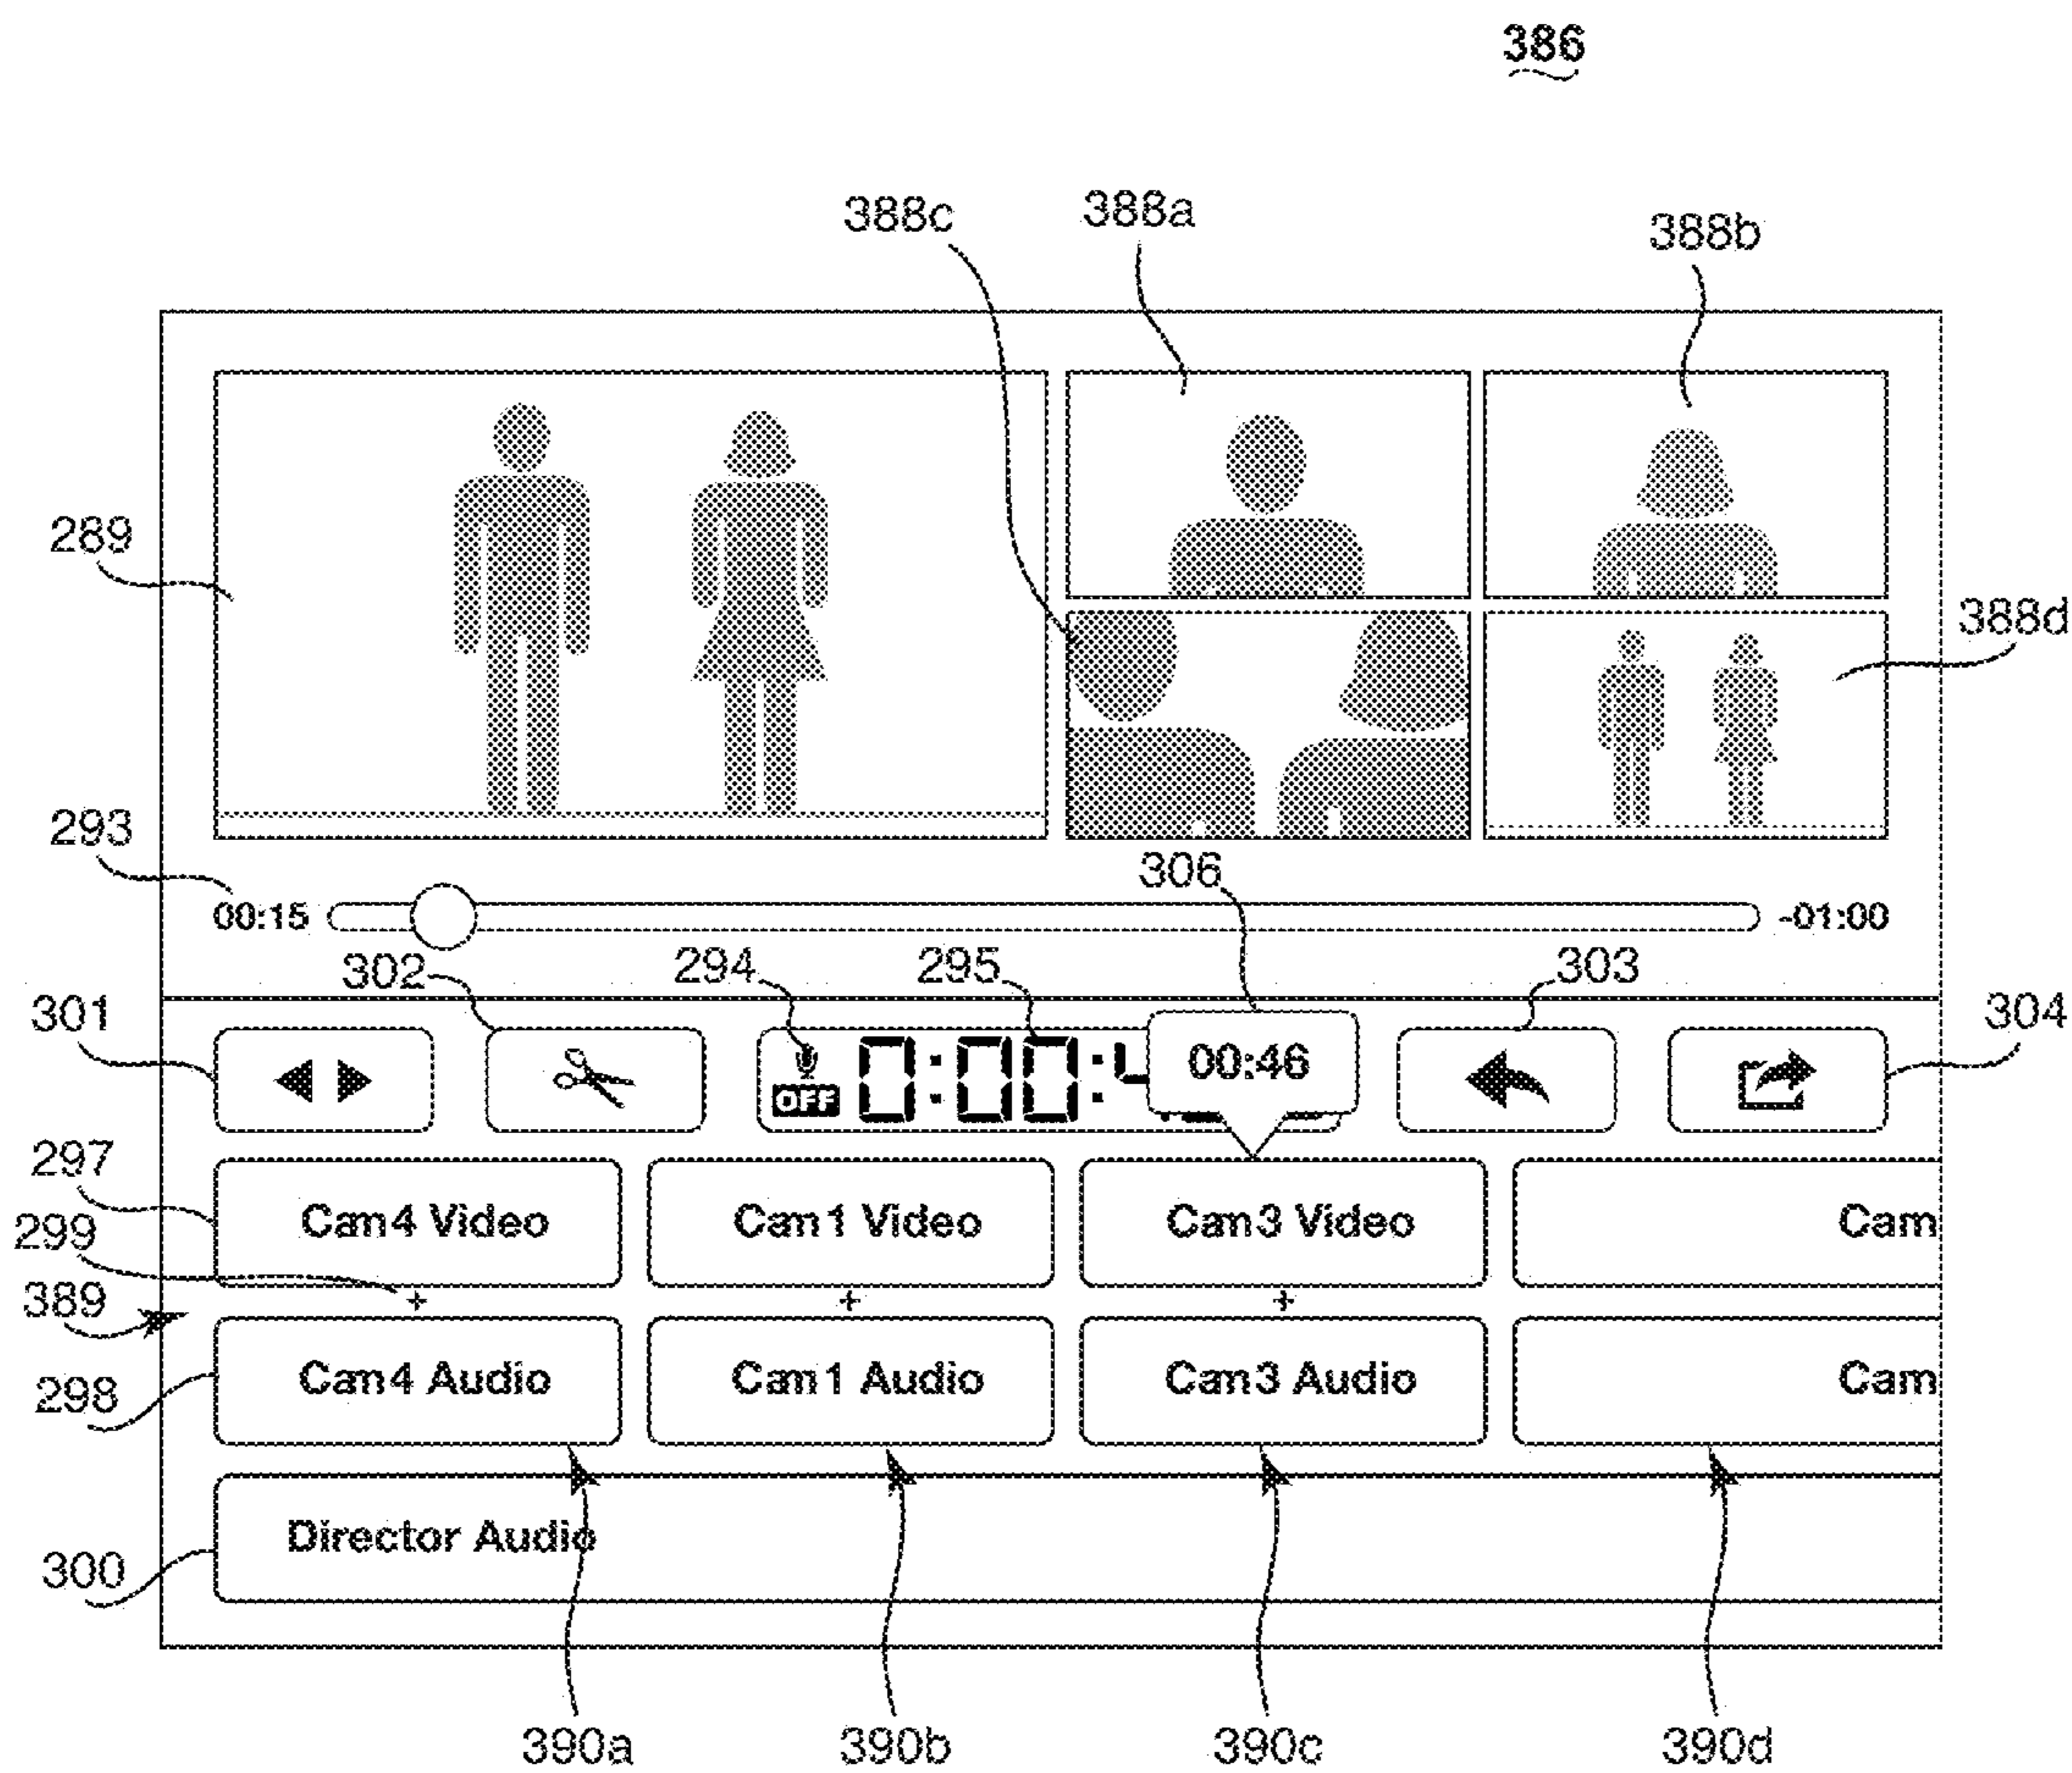 386
388c 388a 388b
289
388d
293
306
00:15 -01:00
302 294 295 303
301 304
OFF 0:00: 00:46
297
Cam4 Video Cam1 Video Cam3 Video Cam
299
389
298
Cam4 Audio Cam1 Audio Cam3 Audio Cam
Director Audio
300
390a 390b 390c 390d